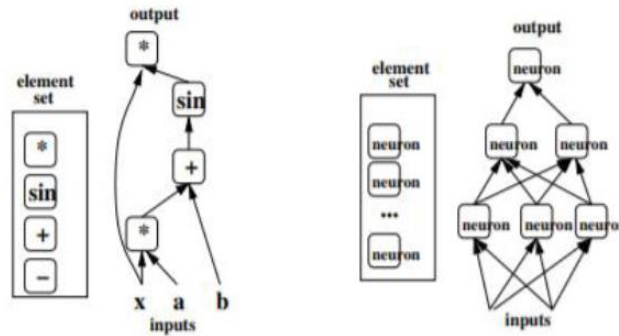 output
*
element
set
*
sin
+
−
sin
+
*
x a b
inputs
output
neuron
element
set
neuron
neuron
...
neuron
neuron neuron
neuron neuron neuron
inputs